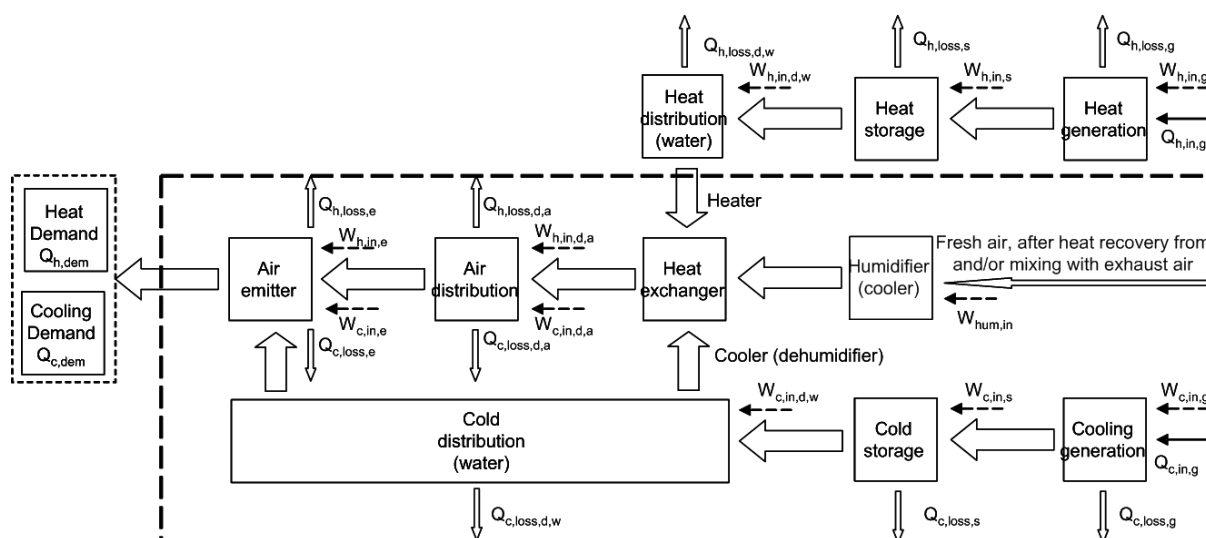 Q_h,loss,d,w
Q_h,loss,s
Q_h,loss,g
W_h,in,d,w
W_h,in,s
W_h,in,g
Heat
distribution
(water)
Heat
storage
Heat
generation
Q_h,in,g
Heater
Heat
Demand
Q_h,dem
Cooling
Demand
Q_c,dem
Q_h,loss,e
Q_h,loss,d,a
W_h,in,e
W_h,in,d,a
Air
emitter
Air
distribution
Heat
exchanger
Humidifier
(cooler)
Fresh air, after heat recovery from
and/or mixing with exhaust air
W_hum,in
W_c,in,e
W_c,in,d,a
Q_c,loss,e
Q_c,loss,d,a
Cooler (dehumidifier)
Cold
distribution
(water)
W_c,in,d,w
W_c,in,s
W_c,in,g
Cold
storage
Cooling
generation
Q_c,in,g
Q_c,loss,d,w
Q_c,loss,s
Q_c,loss,g